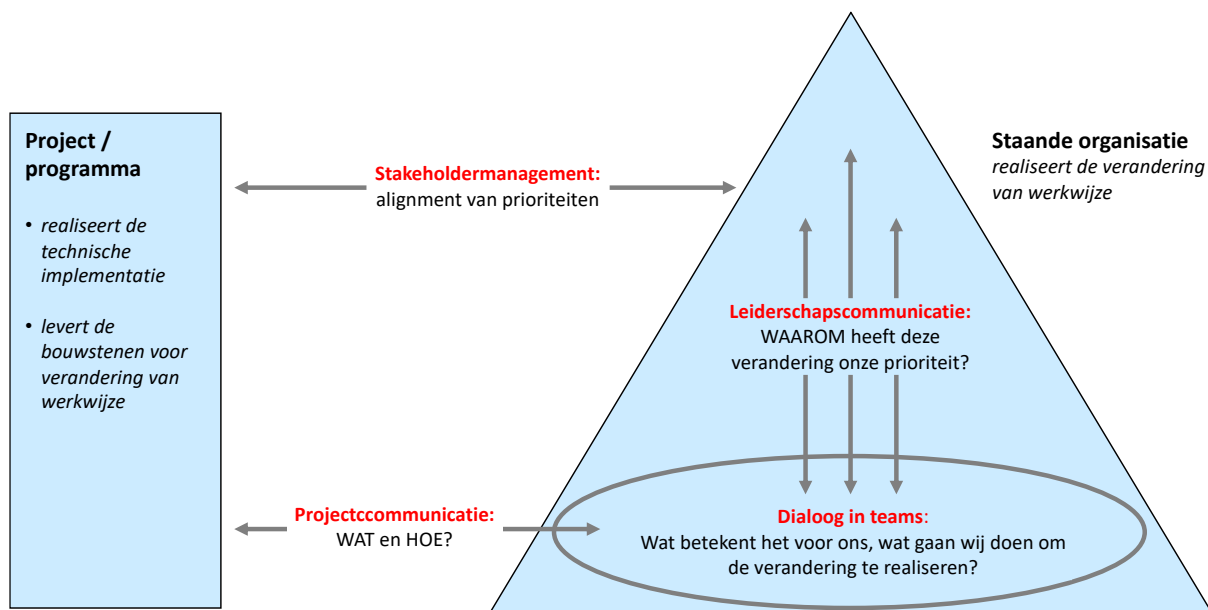 Project /
programma
• realiseert de
technische
implementatie
• levert de
bouwstenen voor
verandering van
werkwijze
Stakeholdermanagement:
alignment van prioriteiten
Projectccommunicatie:
WAT en HOE?
Staande organisatie
realiseert de verandering
van werkwijze
Leiderschapscommunicatie:
WAAROM heeft deze
verandering onze prioriteit?
Dialoog in teams:
Wat betekent het voor ons, wat gaan wij doen om
de verandering te realiseren?